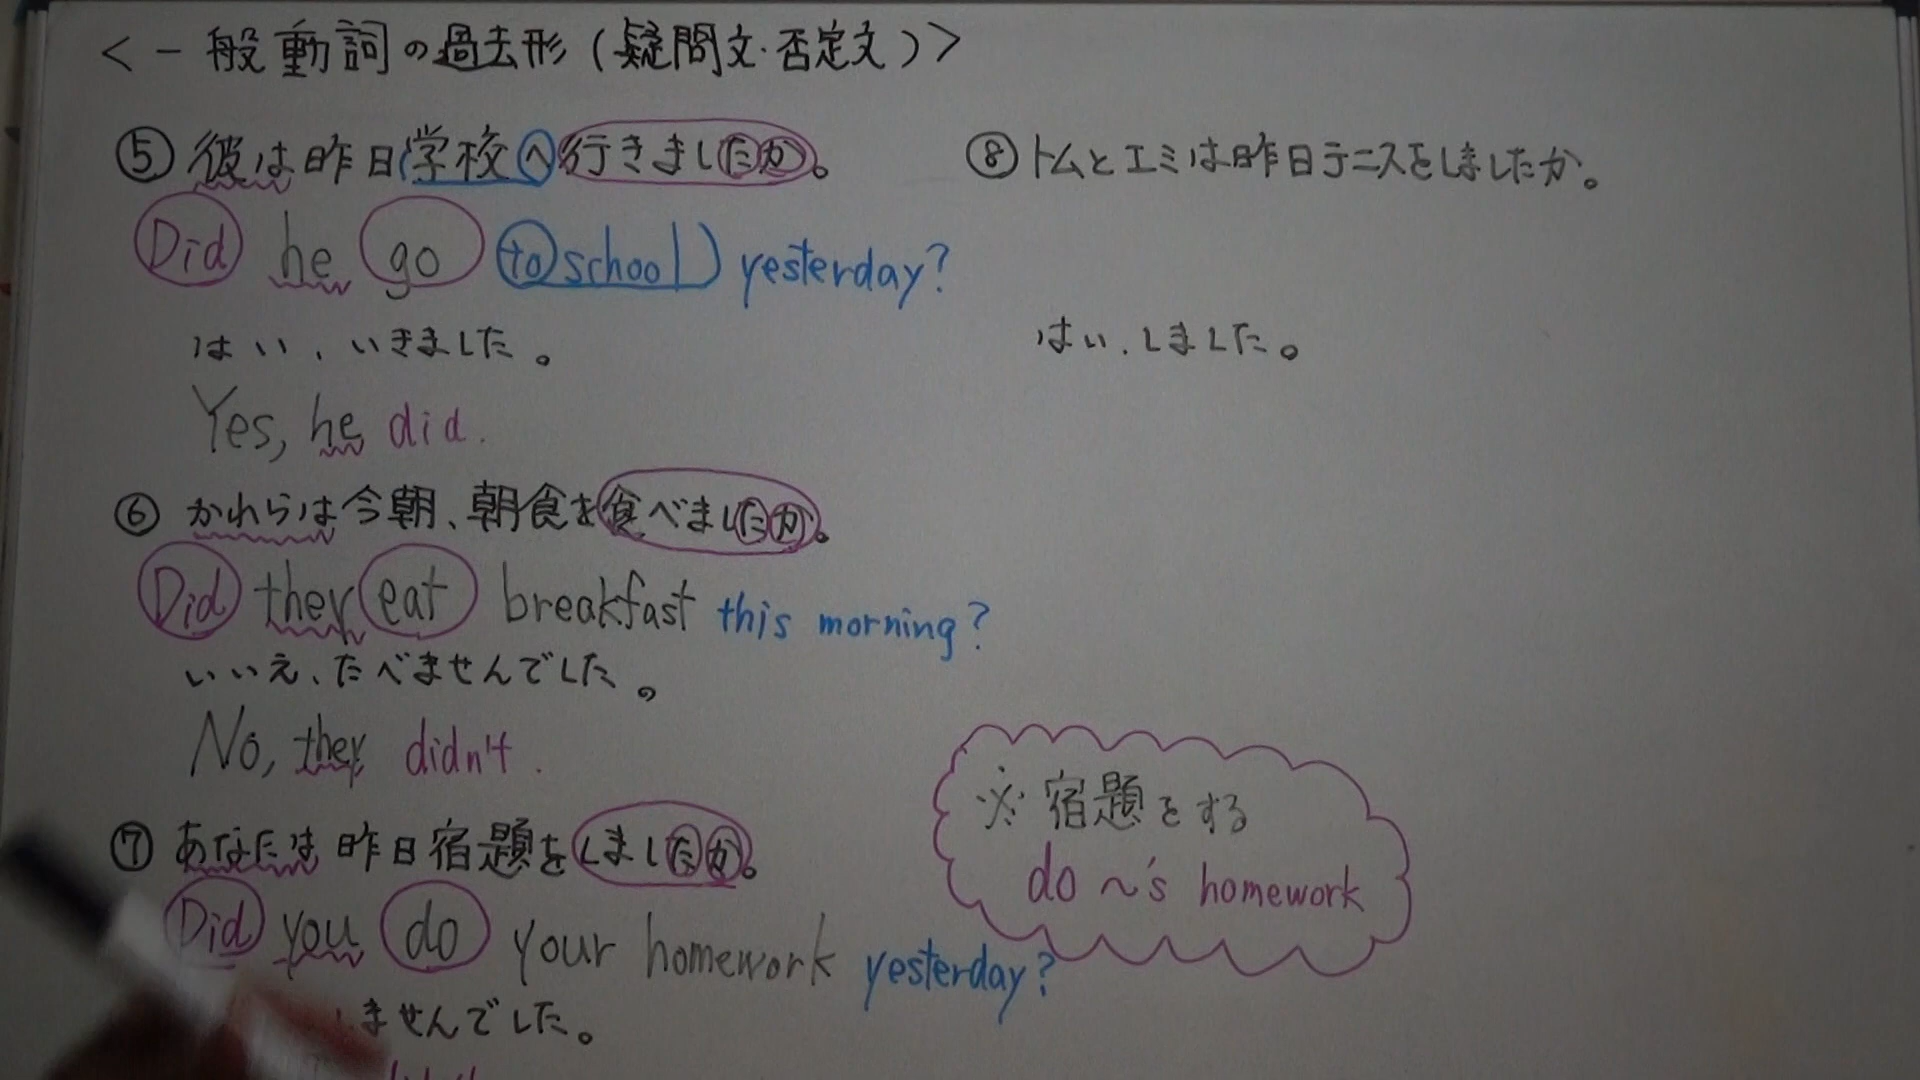 <一般動詞の過去形(疑問文・否定文)>
⑤ 彼は昨日学校へ行きましたか。
Did he go to school yesterday?
はい、いきました。
Yes, he did.
⑥ かれらは今朝、朝食を食べましたか。
Did they eat breakfast this morning?
いいえ、たべませんでした。
No, they didn't.
⑦ あなたは昨日宿題をしましたか。
Did you do your homework yesterday?
ませんでした。
⑧ トムとエミは昨日テニスをしましたか。
はい、しました。
※ 宿題をする
do ~'s homework